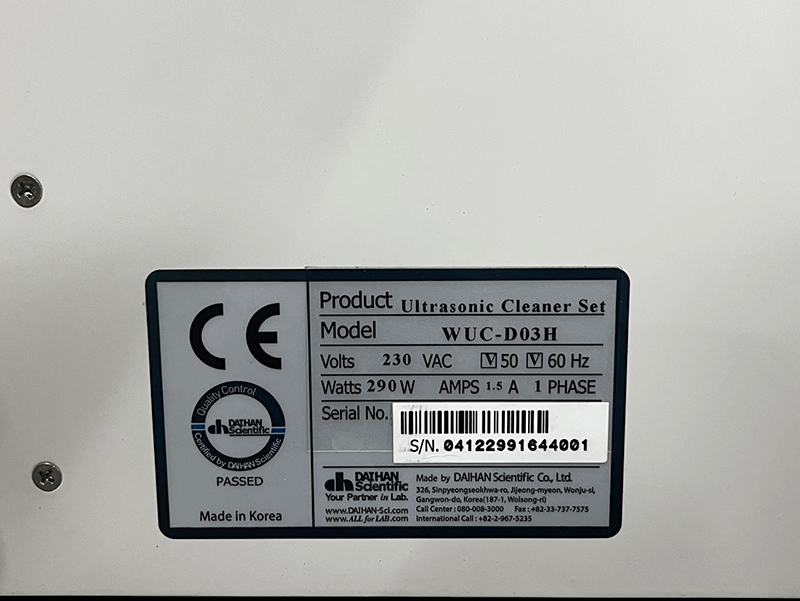 CE
Quality Control
dh DAIHAN Scientific
Certified by DAIHAN Scientific
PASSED
Made in Korea
Product Ultrasonic Cleaner Set
Model WUC-D03H
Volts 230 VAC V 50 V 60 Hz
Watts 290 W AMPS 1.5 A 1 PHASE
Serial No.
S/N. 04122991644001
dh DAIHAN Scientific
Your Partner in Lab.
www.DAIHAN-Sci.com
www.ALL for LAB.com
Made by DAIHAN Scientific Co., Ltd.
326, Sinpyeongseokhwa-ro, Jijeong-myeon, Wonju-si,
Gangwon-do, Korea(187-1, Wolsong-ri)
Call Center : 080-008-3000 Fax : +82-33-737-7575
International Call : +82-2-967-5235